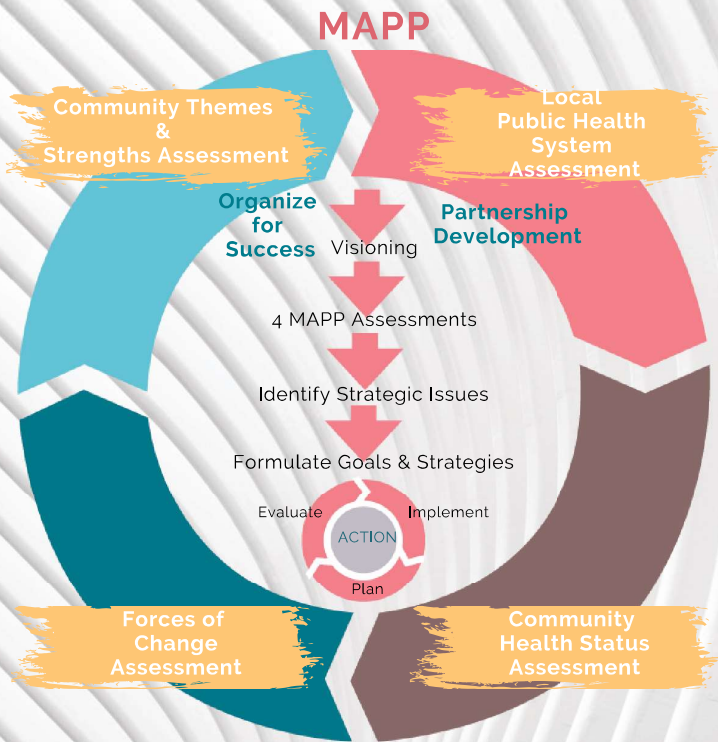 MAPP
Community Themes
&
Strengths Assessment
Local
Public Health
System
Assessment
Organize
for
Success
Partnership
Development
Visioning
4 MAPP Assessments
Identify Strategic Issues
Formulate Goals & Strategies
Evaluate
Implement
ACTION
Plan
Forces of
Change
Assessment
Community
Health Status
Assessment